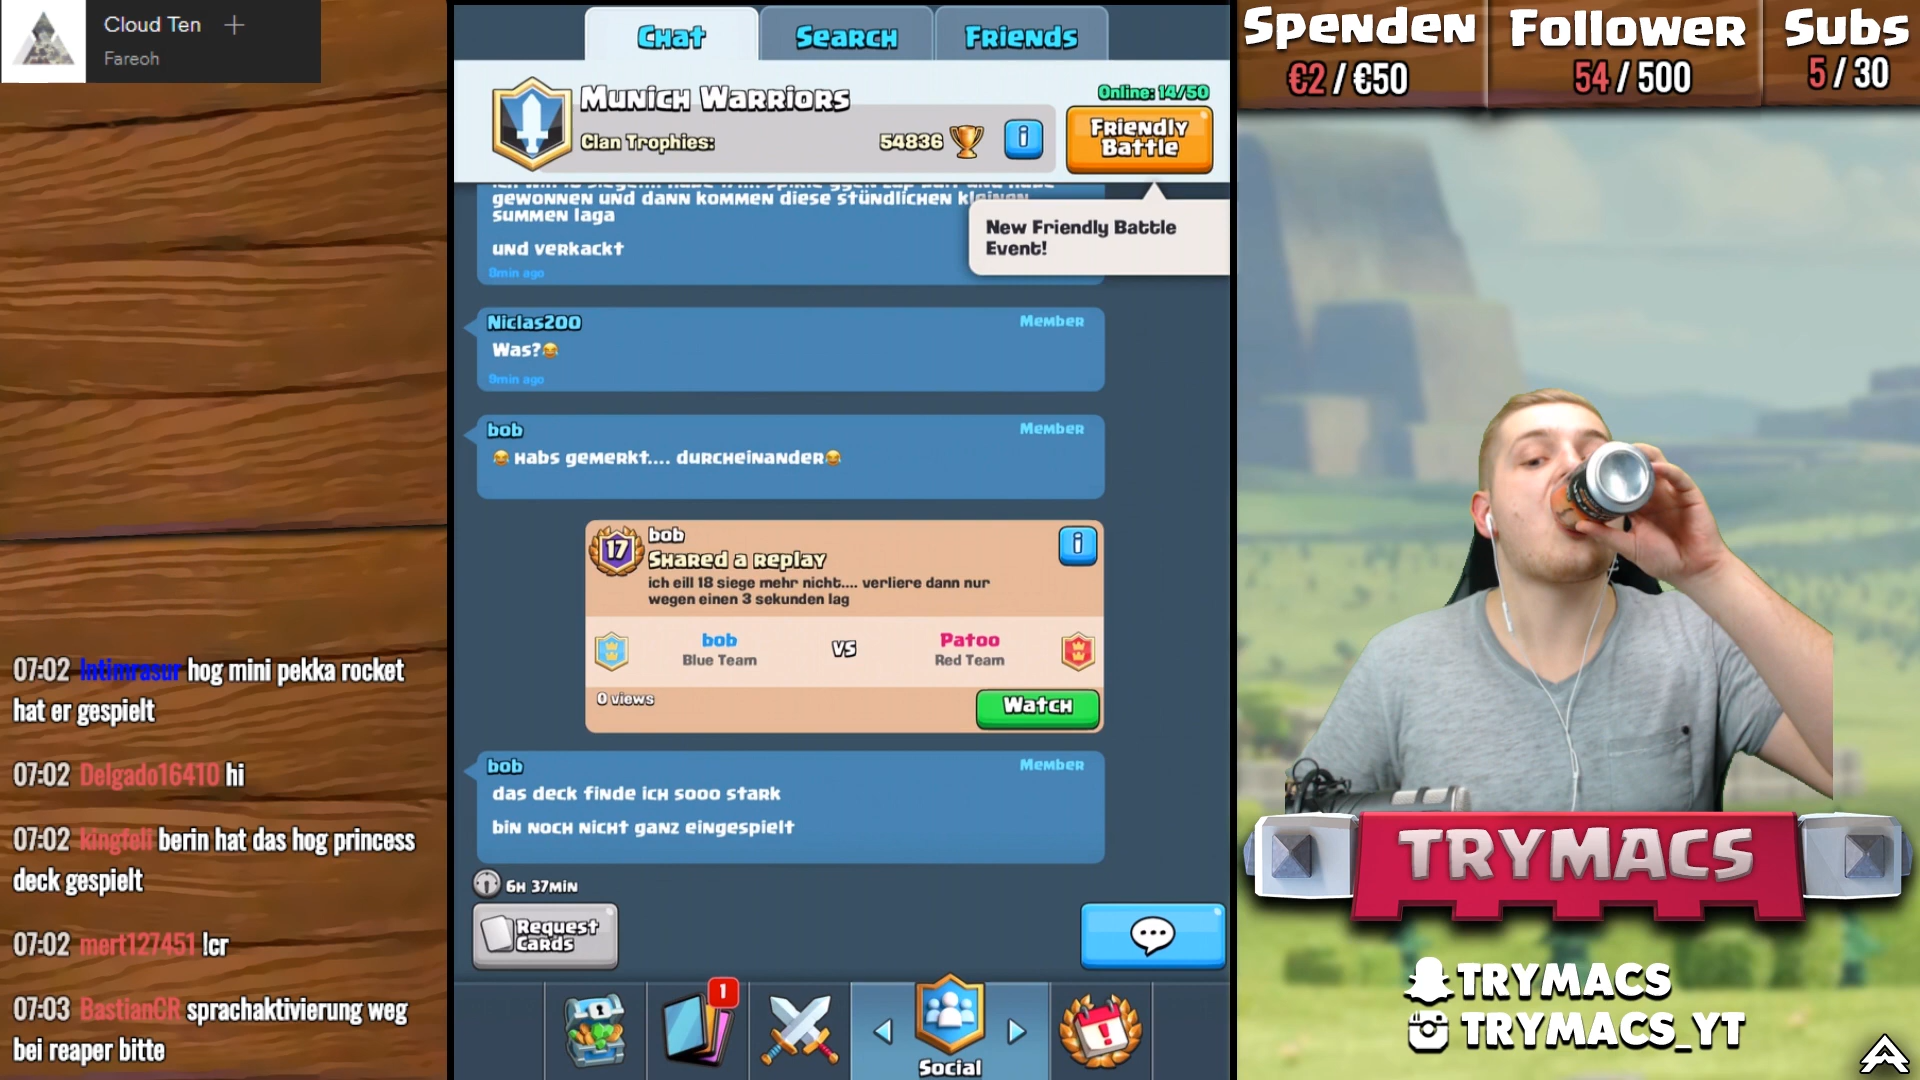 Cloud Ten
Fareoh
Chat
Search
Friends
Munich Warriors
Clan Trophies:
54836
i
Online: 14/50
Friendly
Battle
New Friendly Battle
Event!
gewonnen und dann kommen diese stündlichen kleinen
summen laga
und verkackt
Niclas200
Member
Was?😂
9min ago
bob
Member
😂 Habs gemerkt.... durcheinander😂
17
bob
Shared a replay
i
ich eill 18 siege mehr nicht.... verliere dann nur
wegen einen 3 sekunden lag
bob
Blue Team
VS
Patoo
Red Team
0 views
Watch
bob
Member
das deck finde ich sooo stark
bin noch nicht ganz eingespielt
6h 37min
Request
Cards
1
Social
07:02 Intimrasur hog mini pekka rocket
hat er gespielt
07:02 Delgado16410 hi
07:02 kingfeli berin hat das hog princess
deck gespielt
07:02 mert127451 !cr
07:03 BastianCR sprachaktivierung weg
bei reaper bitte
Spenden
€2 / €50
Follower
54 / 500
Subs
5 / 30
TRYMACS
TRYMACS
TRYMACS_YT